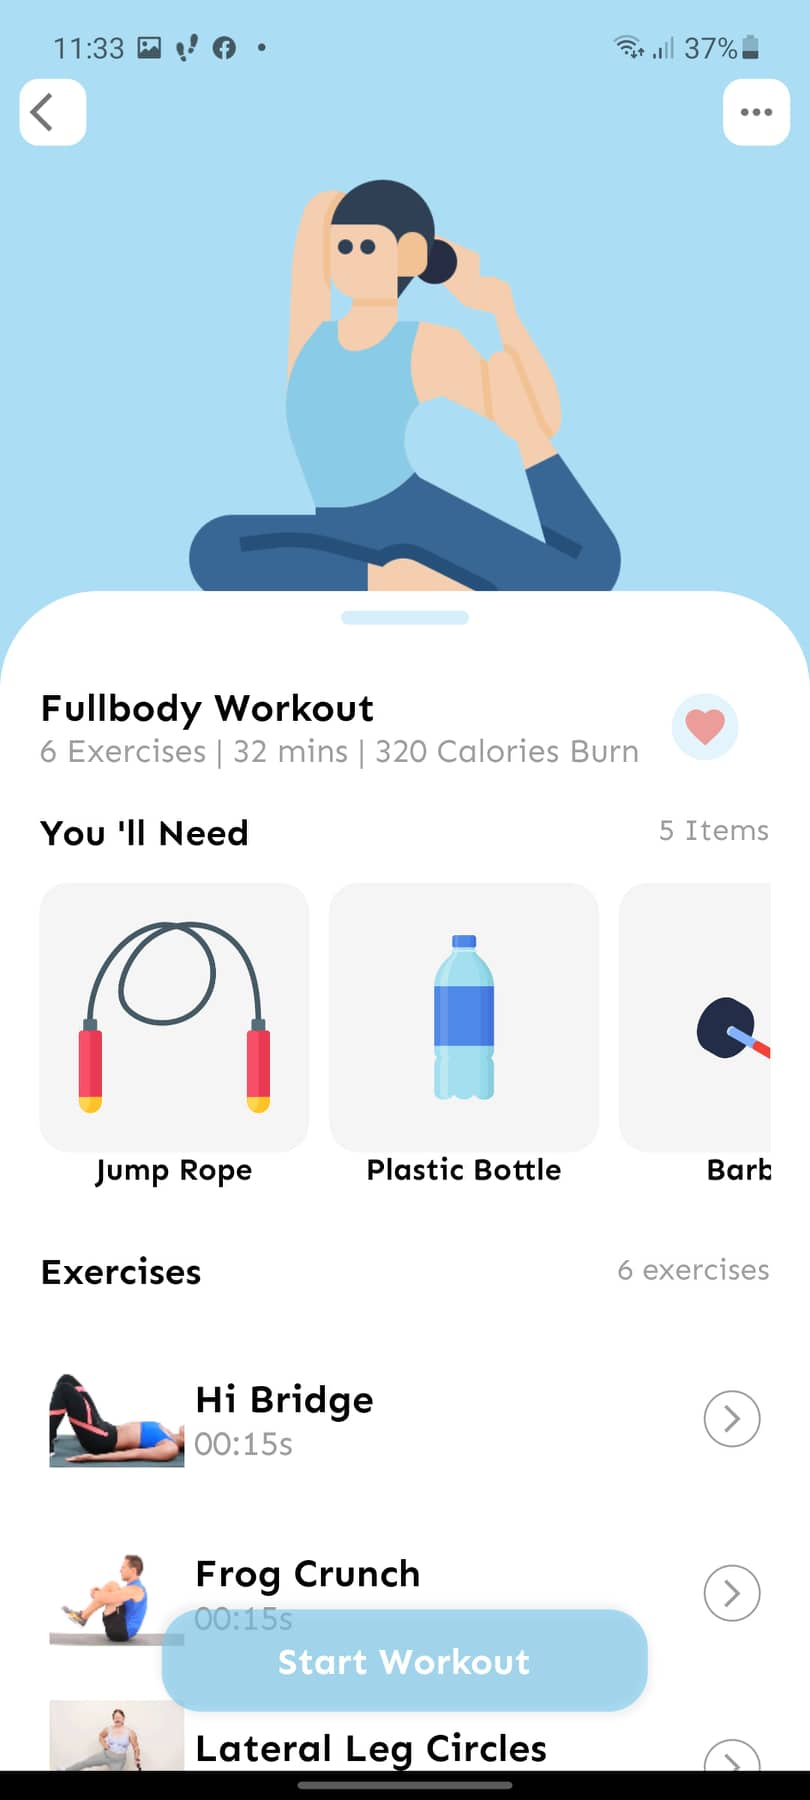 11:33
37%
Fullbody Workout
6 Exercises | 32 mins | 320 Calories Burn
You 'll Need
5 Items
Jump Rope
Plastic Bottle
Barb
Exercises
6 exercises
Hi Bridge
00:15s
Frog Crunch
00:15s
Start Workout
Lateral Leg Circles